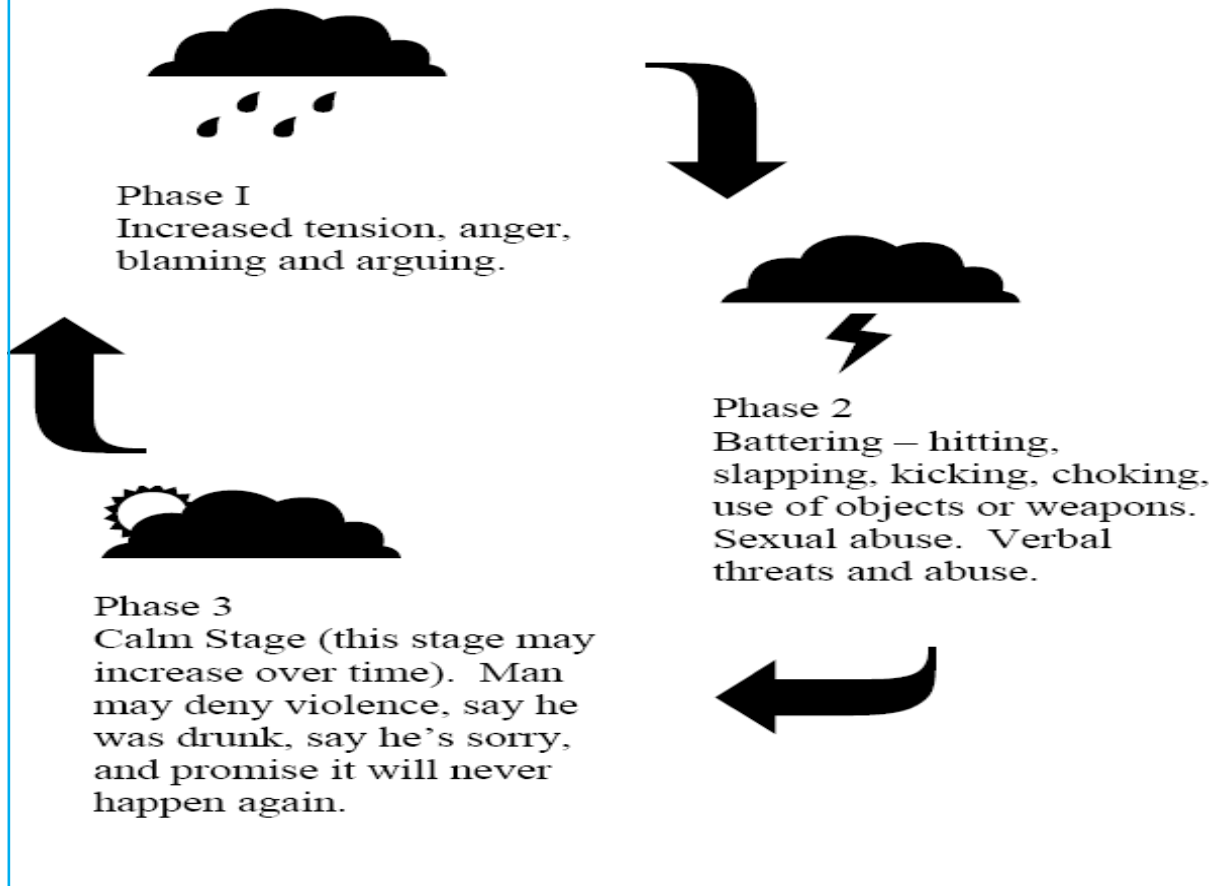 Phase I
Increased tension, anger,
blaming and arguing.
Phase 2
Battering – hitting,
slapping, kicking, choking,
use of objects or weapons.
Sexual abuse.  Verbal
threats and abuse.
Phase 3
Calm Stage (this stage may
increase over time).  Man
may deny violence, say he
was drunk, say he’s sorry,
and promise it will never
happen again.